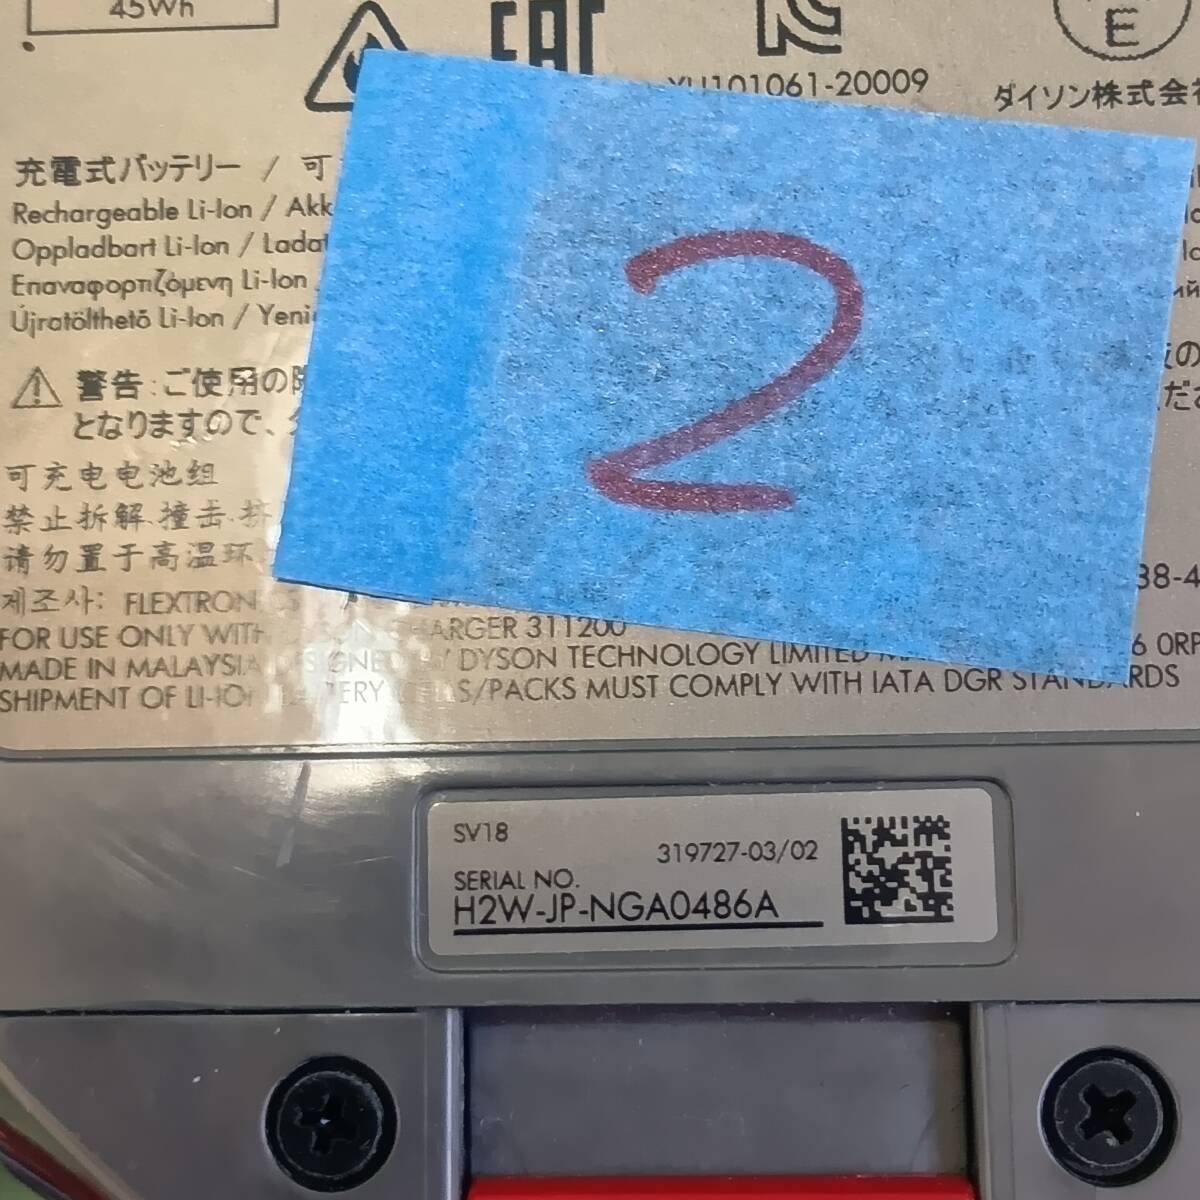 45Wh
EAC
YU101061-20009
E
ダイソン株式会
充電式バッテリー / 可
Rechargeable Li-Ion / Akk
Oppladbart Li-Ion /
Επαναφορτιζόμενη Li-Ion
Újratölthető Li-Ion / Yeni
2
警告:ご使用の
となりますので、
可充电电池组
禁止拆解、撞击、挤
请勿置于高温环
제조사: FLEXTRON
38-4
FOR USE ONLY WITH CHARGER 311200
MADE IN MALAYSIA DESIGNED BY DYSON TECHNOLOGY LIMITED
6 0RP
SHIPMENT OF LI-ION BATTERY CELLS/PACKS MUST COMPLY WITH IATA DGR STANDARDS
SV18
319727-03/02
SERIAL NO.
H2W-JP-NGA0486A